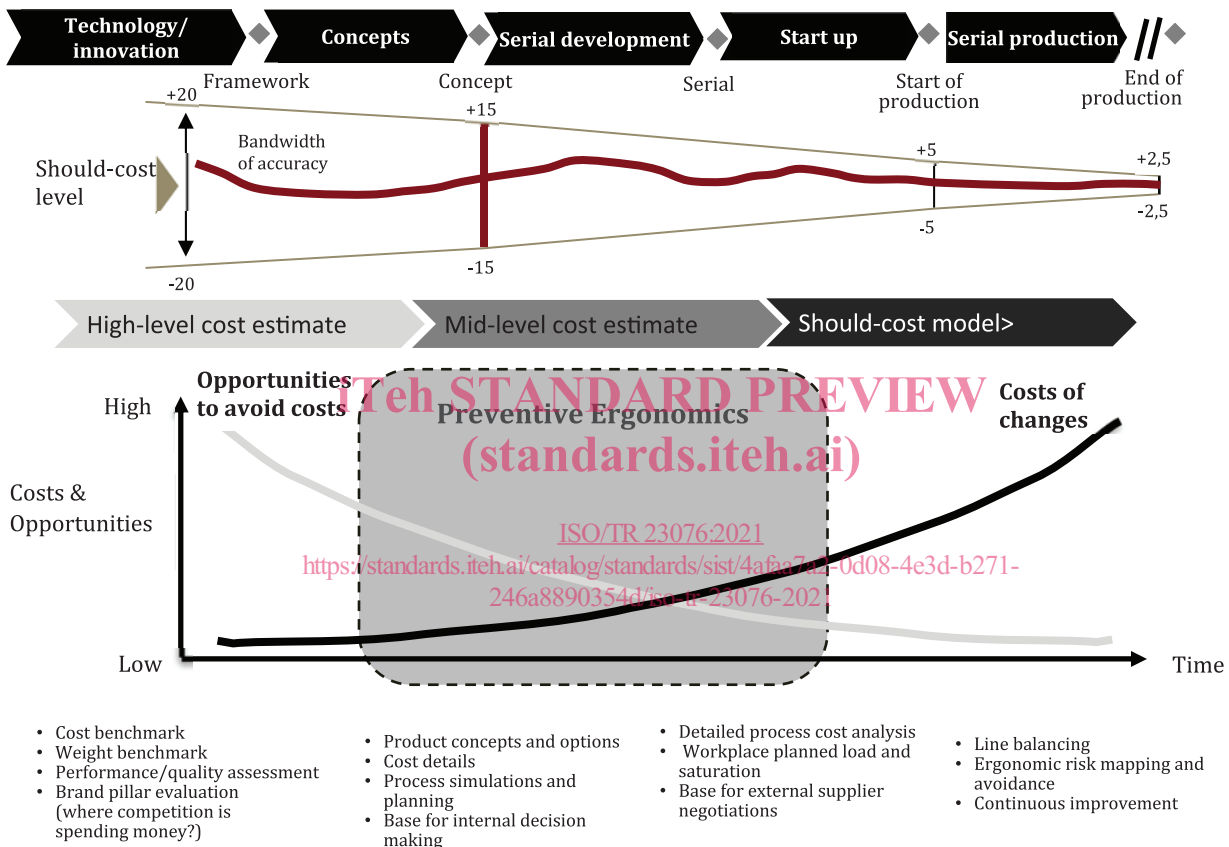 Technology/
innovation
Concepts
Serial development
Start up
Serial production
Framework
Concept
Serial
Start of
production
End of
production
+20
+15
+5
+2,5
Bandwidth
of accuracy
Should-cost
level
-20
-15
-5
-2,5
High-level cost estimate
Mid-level cost estimate
Should-cost model>
Opportunities
to avoid costs
Preventive Ergonomics
Costs of
changes
iTeh STANDARD PREVIEW
(standards.iteh.ai)
High
Costs &
Opportunities
Low
Time
ISO/TR 23076:2021
https://standards.iteh.ai/catalog/standards/sist/4afaa7a2-0d08-4e3d-b271-
246a8890354d/iso-tr-23076-2021
• Cost benchmark
• Weight benchmark
• Performance/quality assessment
• Brand pillar evaluation
(where competition is
spending money?)
• Product concepts and options
• Cost details
• Process simulations and
planning
• Base for internal decision
making
• Detailed process cost analysis
• Workplace planned load and
saturation
• Base for external supplier
negotiations
• Line balancing
• Ergonomic risk mapping and
avoidance
• Continuous improvement